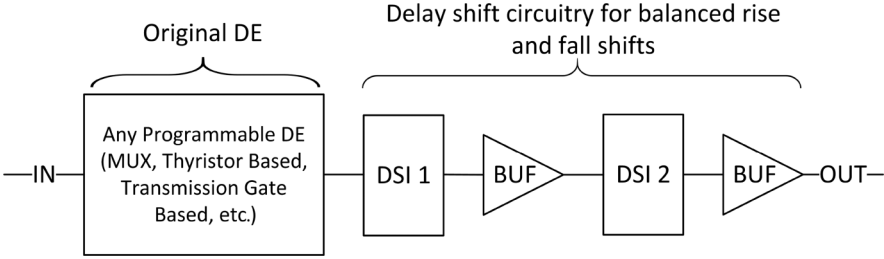 Original DE
Delay shift circuitry for balanced rise
and fall shifts
Any Programmable DE
(MUX, Thyristor Based,
Transmission Gate
Based, etc.)
IN
DSI 1
BUF
DSI 2
BUF
OUT